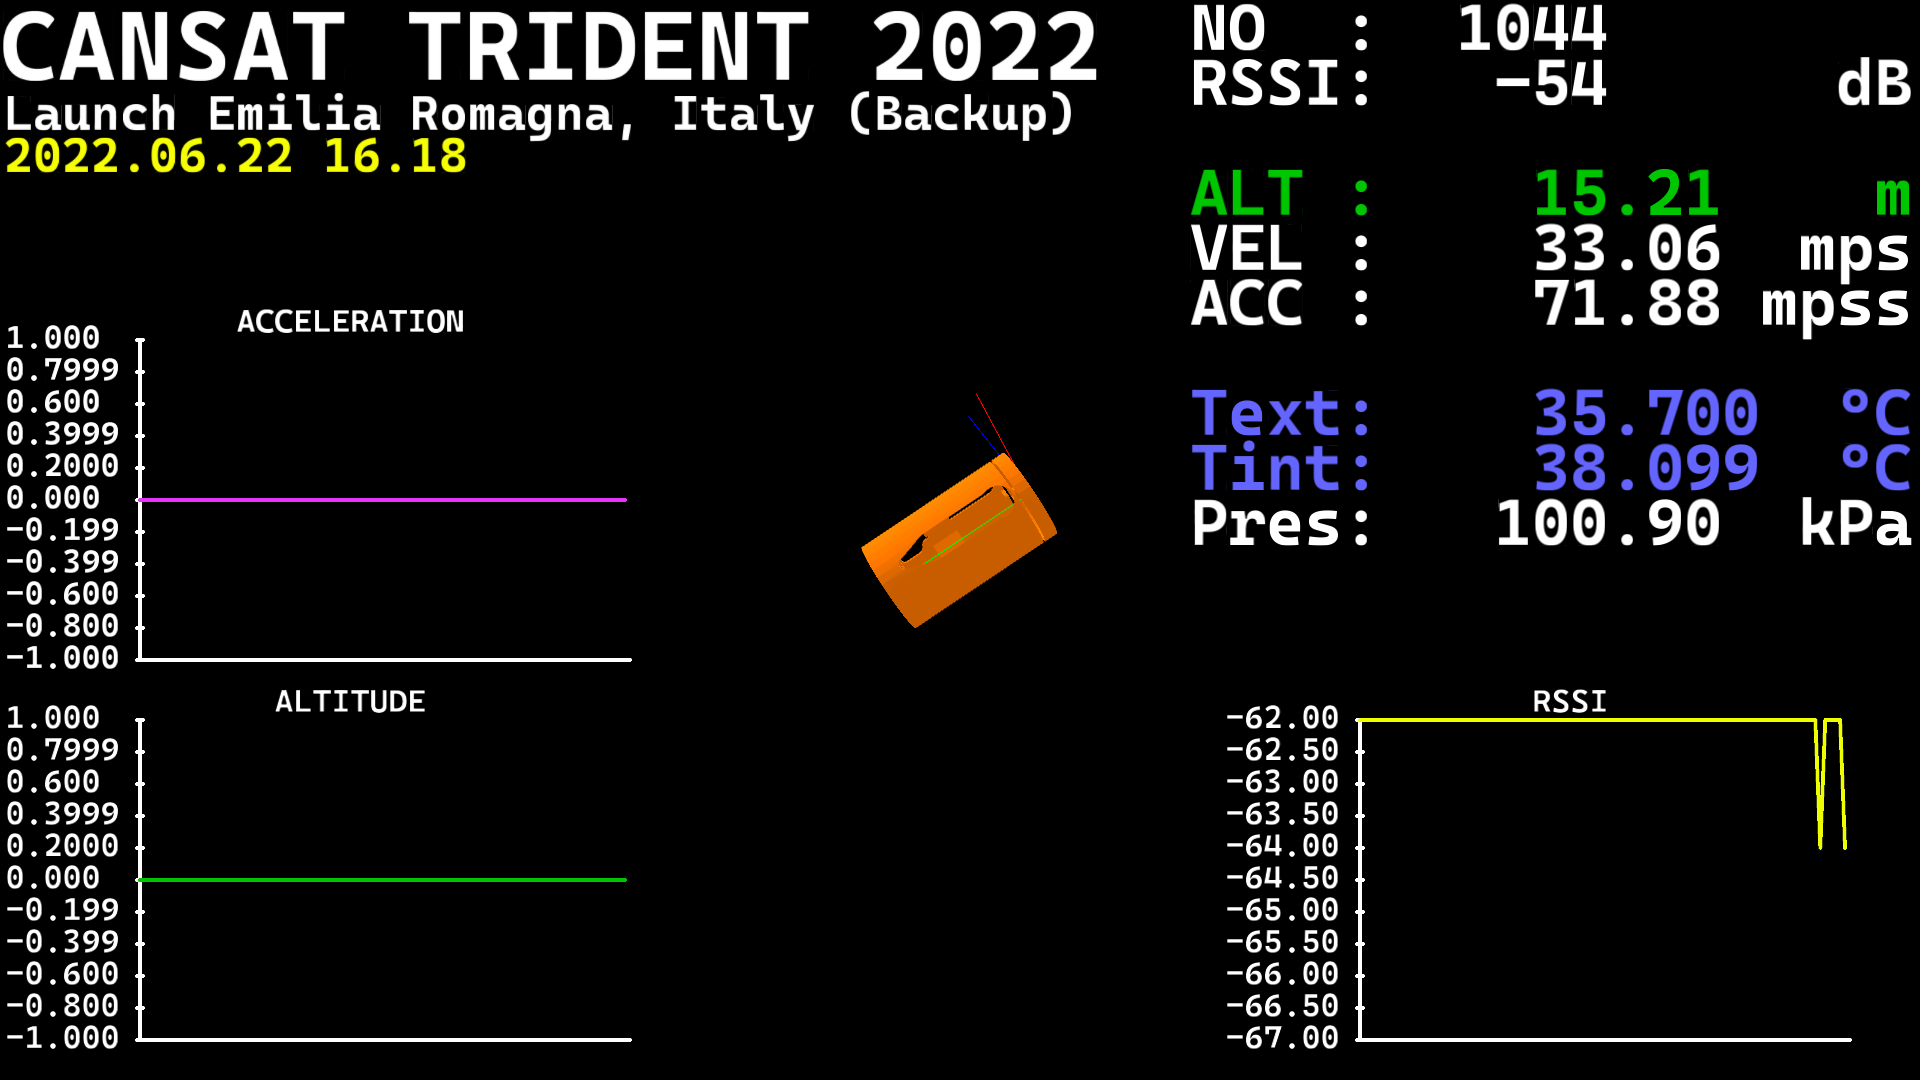 CANSAT TRIDENT 2022
Launch Emilia Romagna, Italy (Backup)
2022.06.22 16.18
NO : 1044
RSSI: -54 dB
ALT : 15.21 m
VEL : 33.06 mps
ACC : 71.88 mpss
Text: 35.700 °C
Tint: 38.099 °C
Pres: 100.90 kPa
ACCELERATION
1.000
0.7999
0.600
0.3999
0.2000
0.000
-0.199
-0.399
-0.600
-0.800
-1.000
ALTITUDE
1.000
0.7999
0.600
0.3999
0.2000
0.000
-0.199
-0.399
-0.600
-0.800
-1.000
RSSI
-62.00
-62.50
-63.00
-63.50
-64.00
-64.50
-65.00
-65.50
-66.00
-66.50
-67.00